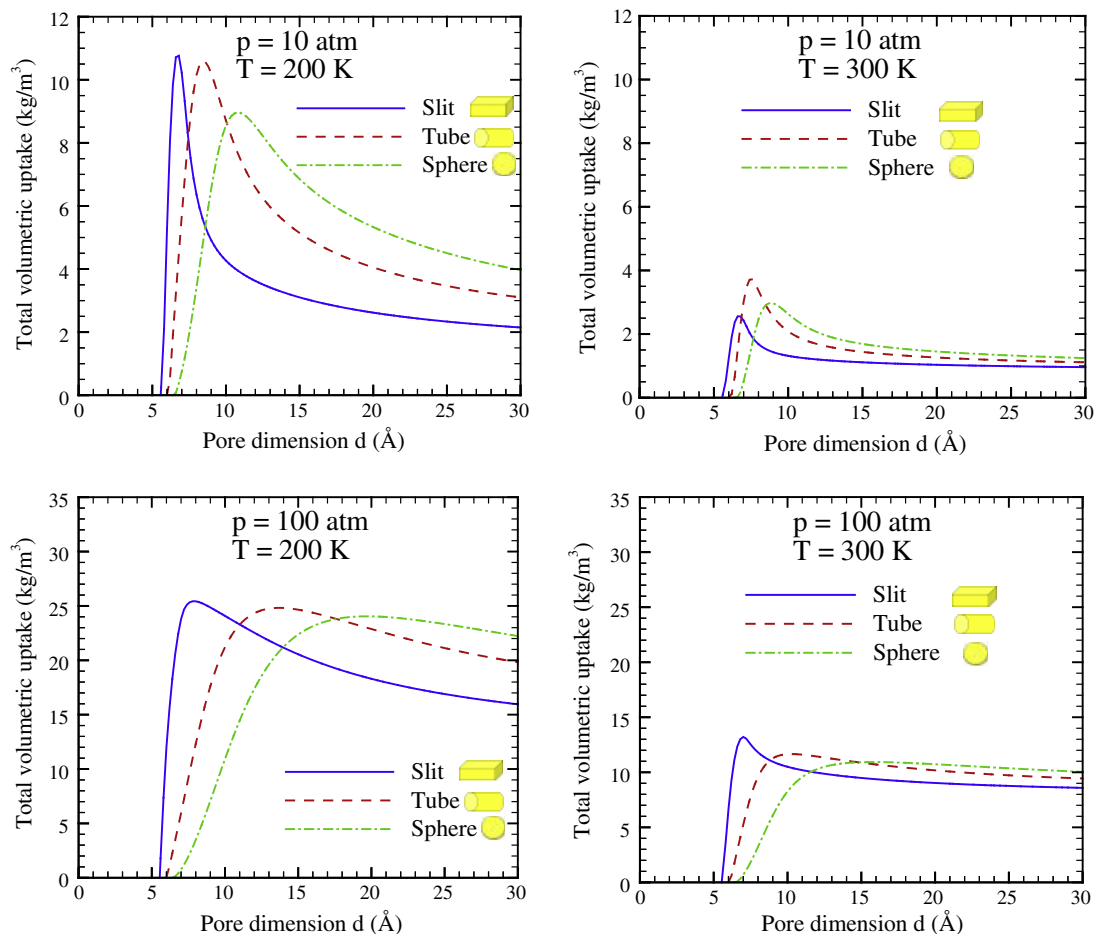 p = 10 atm
T = 200 K
Slit
Tube
Sphere
Total volumetric uptake (kg/m³)
0
2
4
6
8
10
12
0
5
10
15
20
25
30
Pore dimension d (Å)
p = 10 atm
T = 300 K
Slit
Tube
Sphere
Total volumetric uptake (kg/m³)
0
2
4
6
8
10
12
0
5
10
15
20
25
30
Pore dimension d (Å)
p = 100 atm
T = 200 K
Slit
Tube
Sphere
Total volumetric uptake (kg/m³)
0
5
10
15
20
25
30
35
0
5
10
15
20
25
30
Pore dimension d (Å)
p = 100 atm
T = 300 K
Slit
Tube
Sphere
Total volumetric uptake (kg/m³)
0
5
10
15
20
25
30
35
0
5
10
15
20
25
30
Pore dimension d (Å)